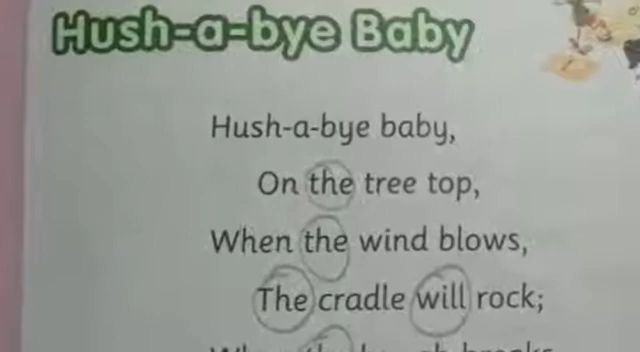 Hush-a-bye Baby
Hush-a-bye baby,
On the tree top,
When the wind blows,
The cradle will rock;